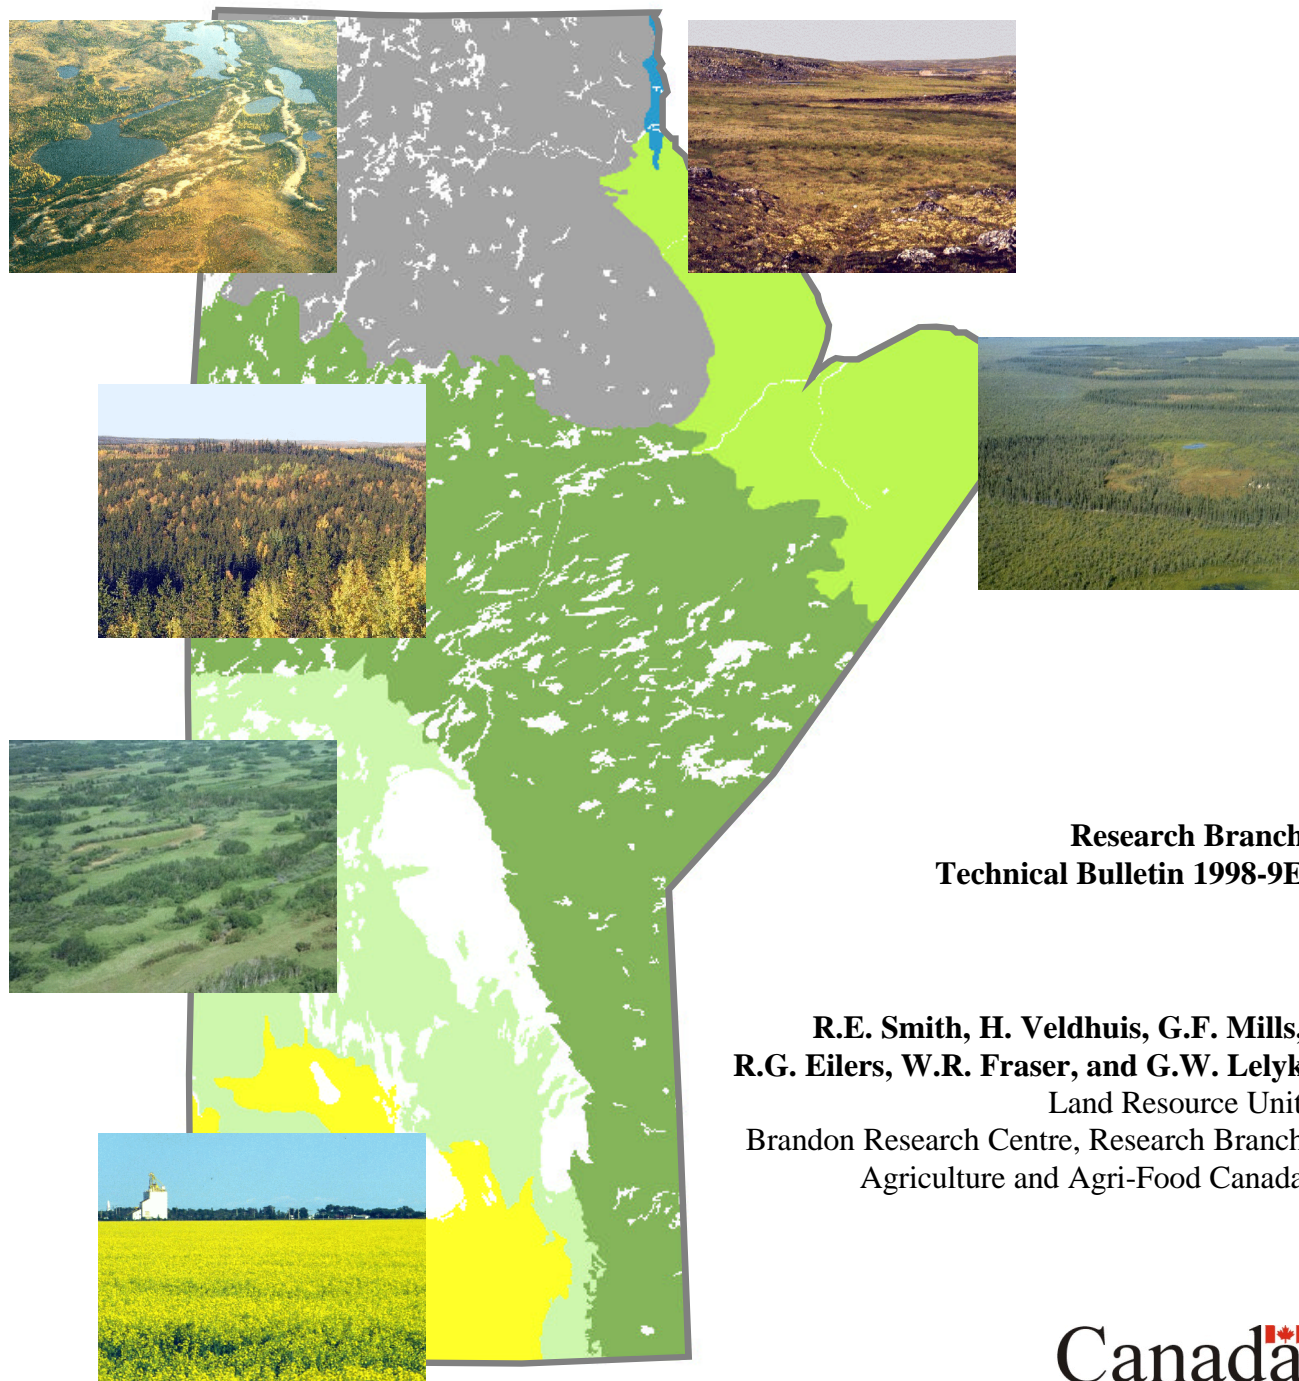 Research Branch
Technical Bulletin 1998-9E
R.E. Smith, H. Veldhuis, G.F. Mills,
R.G. Eilers, W.R. Fraser, and G.W. Lelyk
Land Resource Unit
Brandon Research Centre, Research Branch
Agriculture and Agri-Food Canada
Canada